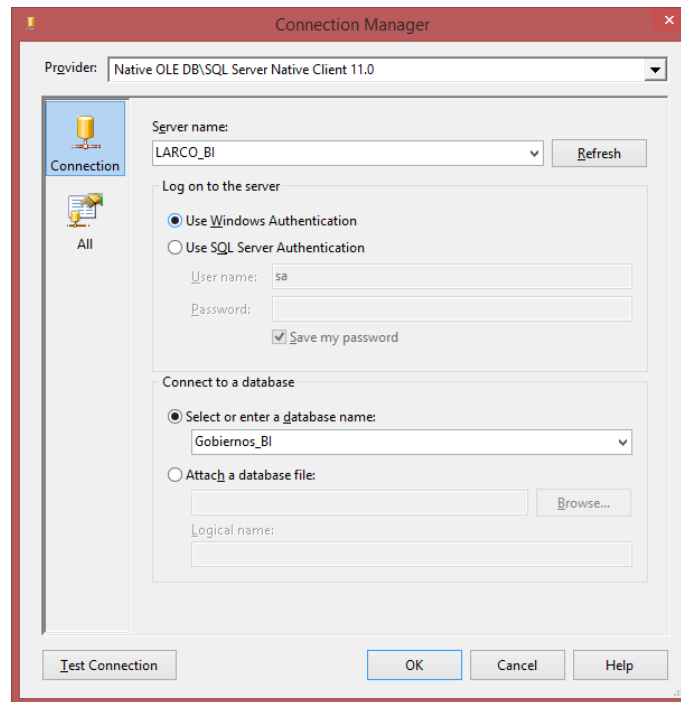 Connection Manager
Provider: Native OLE DB\SQL Server Native Client 11.0
Connection
All
Server name:
LARCO_BI
Refresh
Log on to the server
Use Windows Authentication
Use SQL Server Authentication
User name: sa
Password:
Save my password
Connect to a database
Select or enter a database name:
Gobiernos_BI
Attach a database file:
Browse...
Logical name:
Test Connection
OK
Cancel
Help